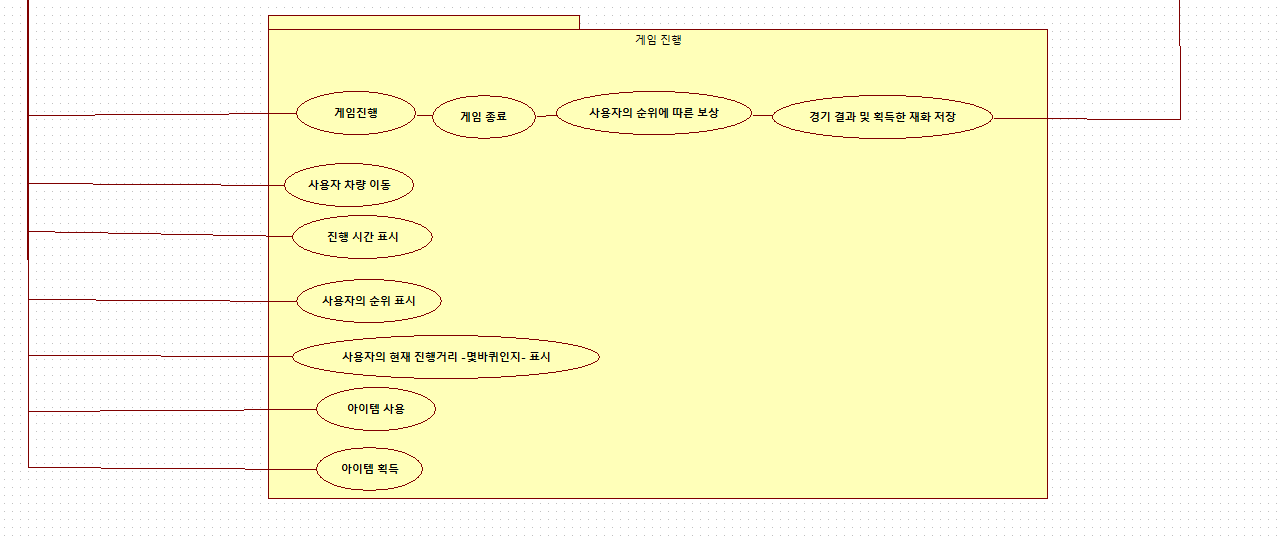 게임 진행
게임진행
게임 종료
사용자의 순위에 따른 보상
경기 결과 및 획득한 재화 저장
사용자 차량 이동
진행 시간 표시
사용자의 순위 표시
사용자의 현재 진행거리 -몇바퀴인지- 표시
아이템 사용
아이템 획득